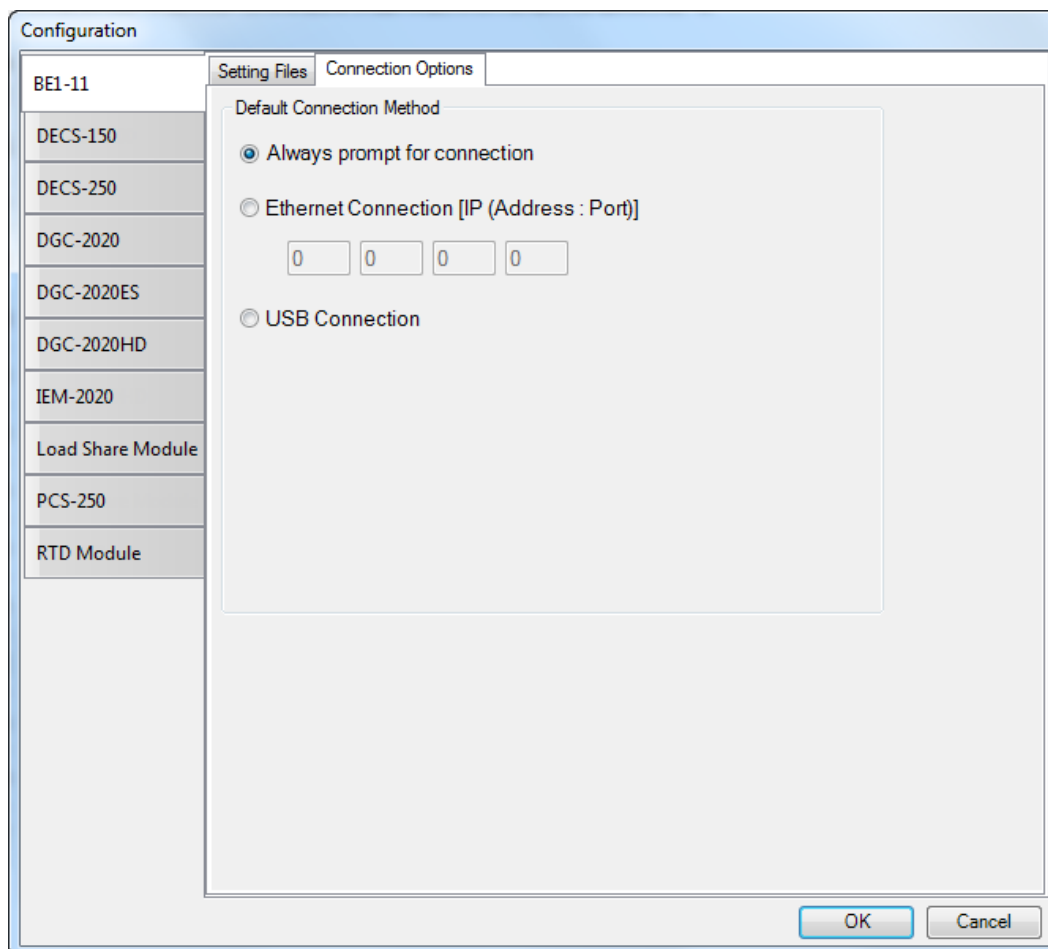 Configuration
BE1-11
DECS-150
DECS-250
DGC-2020
DGC-2020ES
DGC-2020HD
IEM-2020
Load Share Module
PCS-250
RTD Module
Setting Files
Connection Options
Default Connection Method
Always prompt for connection
Ethernet Connection [IP (Address : Port)]
0 0 0 0
USB Connection
OK Cancel